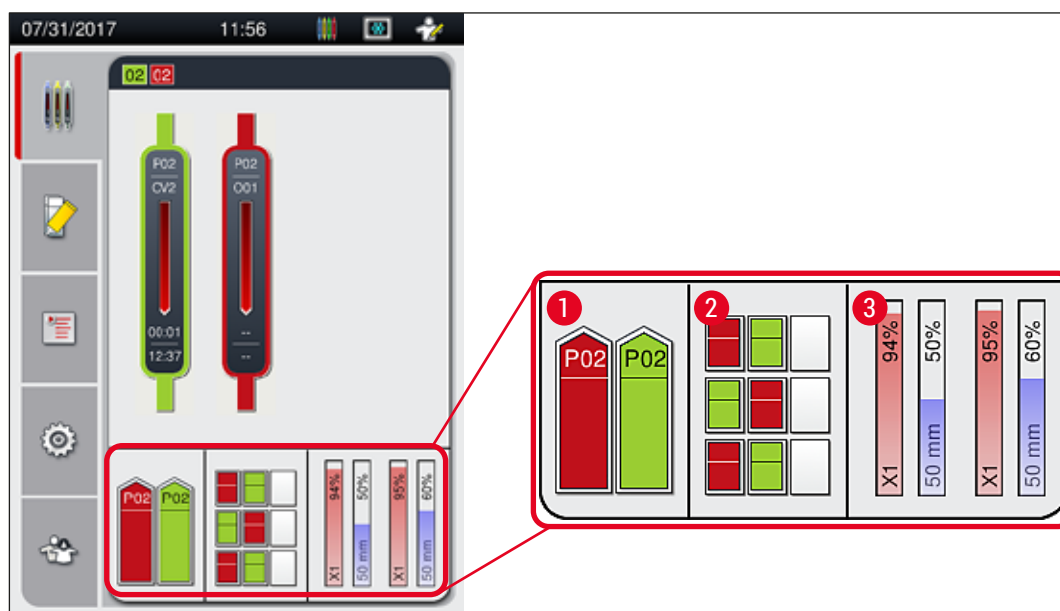 07/31/2017 11:56
02 02
P02 P02
CV2 O01
00:01 --
12:37 --
P02 P02
94% 50% 95% 60%
X1 50 mm X1 50 mm
1 2 3
P02 P02
94% 50% 95% 60%
X1 50 mm X1 50 mm